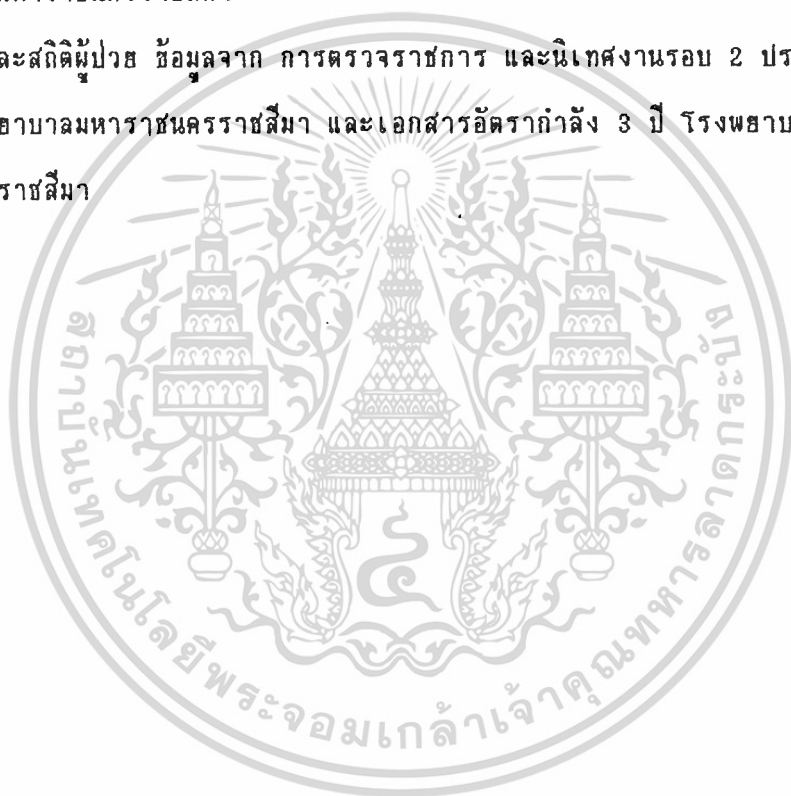 ละสถิติผู้ป่วย ข้อมูลจาก การตรวจราชการ และนิเทศงานรอบ 2 ปร
ยาบาลมหาราชนครราชสีมา และเอกสารอัตรากำลัง 3 ปี โรงพยาบ
ราชสีมา
สถาบันเทคโนโลยีพระจอมเกล้าเจ้าคุณทหารลาดกระบัง